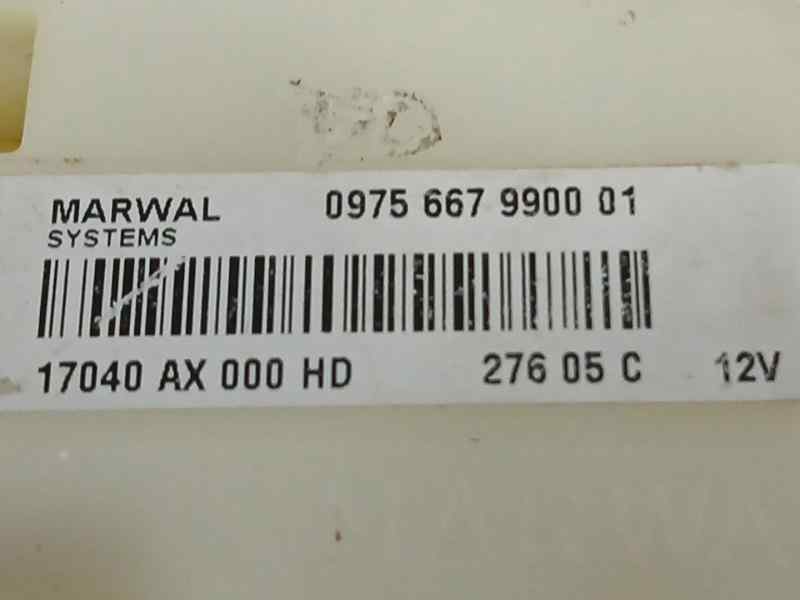 MARWAL 0975 667 9900 01
SYSTEMS
17040 AX 000 HD 276 05 C 12V